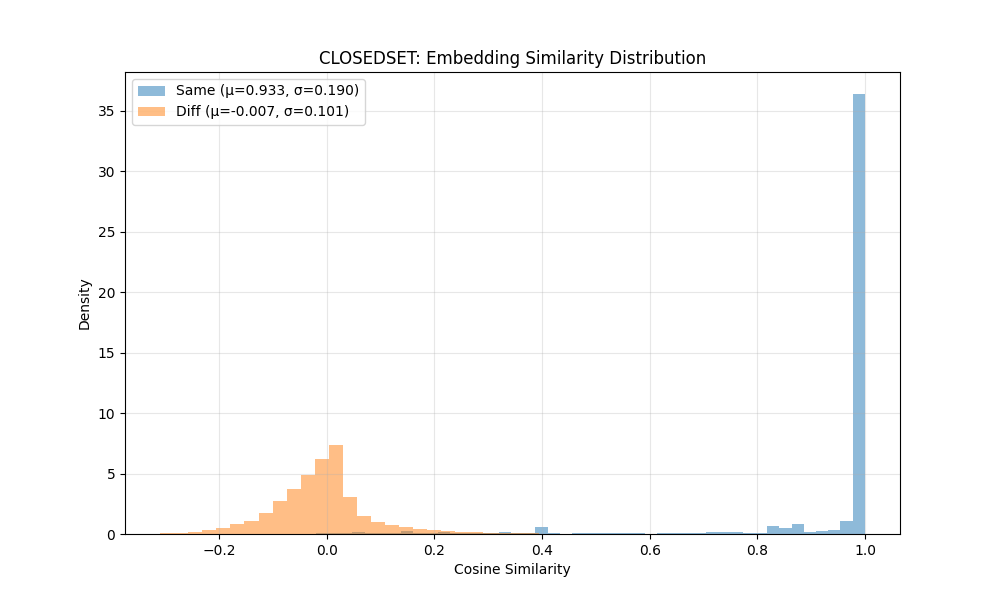 CLOSEDSET: Embedding Similarity Distribution
Same (μ=0.933, σ=0.190)
Diff (μ=-0.007, σ=0.101)
Density
35
30
25
20
15
10
5
0
−0.2 0.0 0.2 0.4 0.6 0.8 1.0
Cosine Similarity